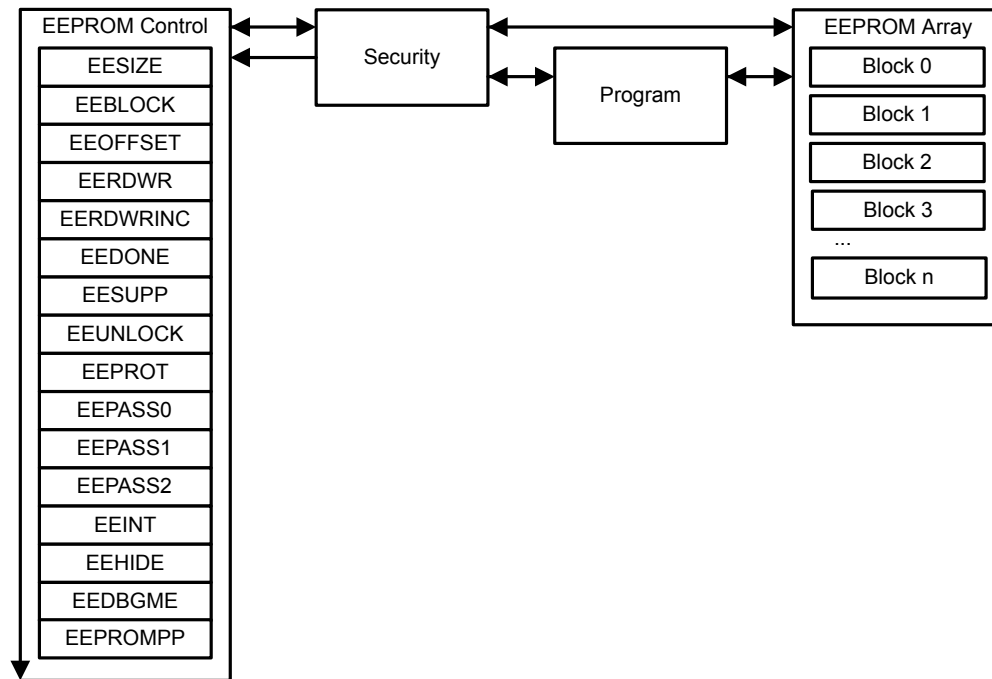 EEPROM Control
EESIZE
EEBLOCK
EEOFFSET
EERDWR
EERDWRINC
EEDONE
EESUPP
EEUNLOCK
EEPROT
EEPASS0
EEPASS1
EEPASS2
EEINT
EEHIDE
EEDBGME
EEPROMPP
Security
Program
EEPROM Array
Block 0
Block 1
Block 2
Block 3
...
Block n